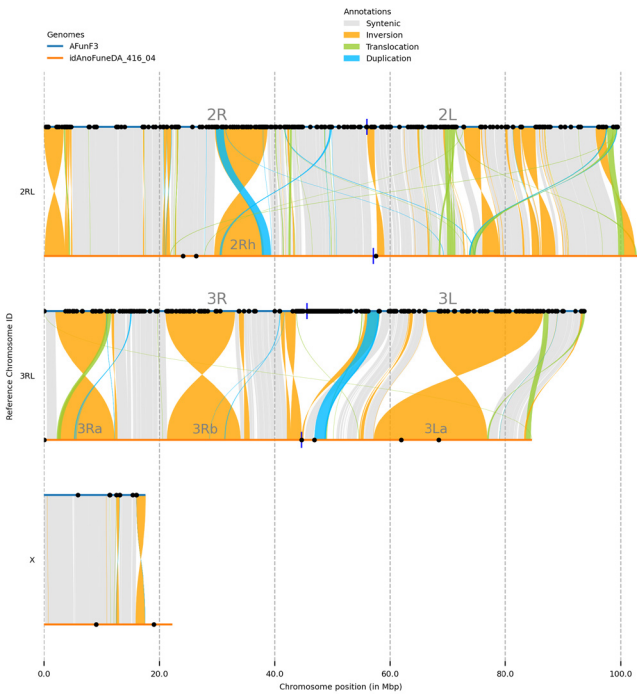 Annotations
Syntenic
Inversion
Translocation
Duplication
Genomes
AFunF3
idAnoFuneDA_416_04
2R 2L
2RL
2Rh
3R 3L
3RL
3Ra 3Rb 3La
X
0.0 20.0 40.0 60.0 80.0 100.0
Chromosome position (in Mbp)
Reference Chromosome ID